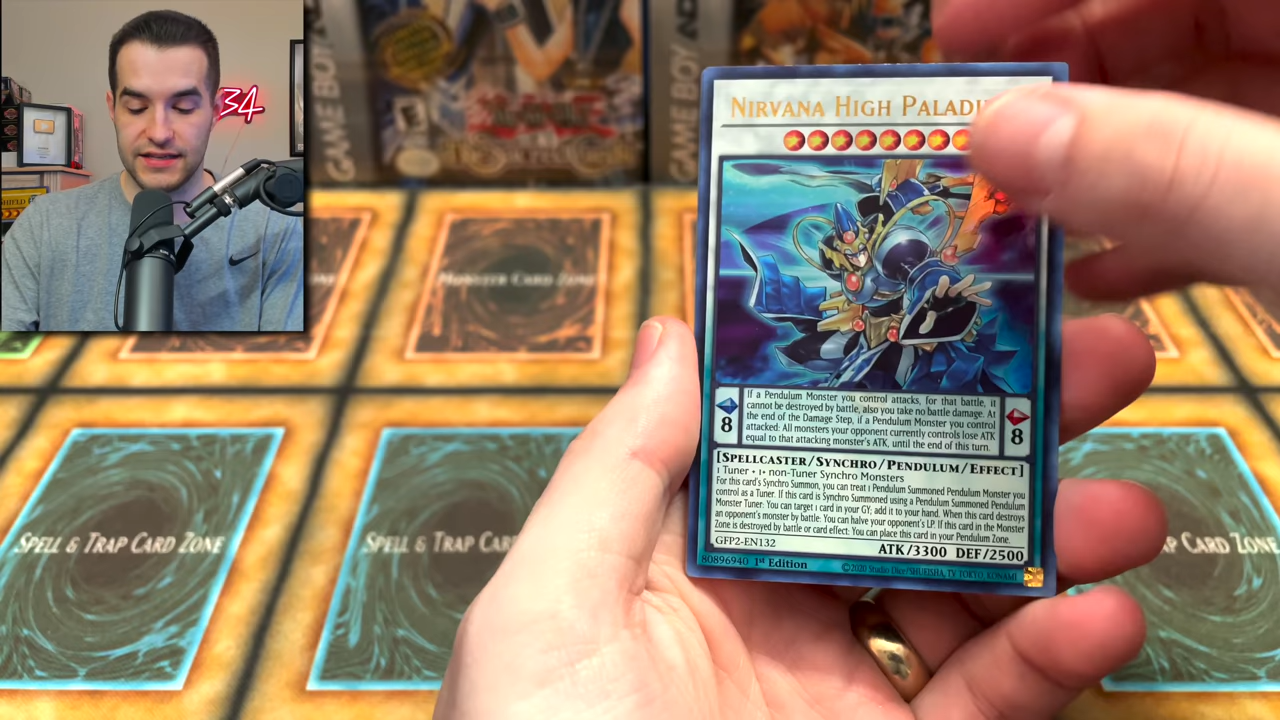 34
GAME BOY
GAME BOY
MONSTER CARD ZONE
SPELL & TRAP CARD ZONE
SPELL & TRAP
CARD ZONE
NIRVANA HIGH
If a Pendulum Monster you control attacks, for that battle, it
cannot be destroyed by battle, also you take no battle damage. At
the end of the Damage Step, if a Pendulum Monster you control
attacked: All monsters your opponent currently controls lose ATK
equal to that attacking monster's ATK, until the end of this turn.
8
8
[SPELLCASTER/SYNCHRO/PENDULUM/EFFECT]
1 Tuner + 1+ non-Tuner Synchro Monsters
For this card's Synchro Summon, you can treat 1 Pendulum Summoned Pendulum Monster you
control as a Tuner. If this card is Synchro Summoned using a Pendulum Summoned Pendulum
Monster Tuner: You can target 1 card in your GY; add it to your hand. When this card destroys
an opponent's monster by battle: You can halve your opponent's LP. If this card in the Monster
Zone is destroyed by battle or card effect: You can place this card in your Pendulum Zone.
GFP2-EN132
ATK/3300 DEF/2500
80896940 1st Edition
©2020 Studio Dice/SHUEISHA, TV TOKYO, KONAMI